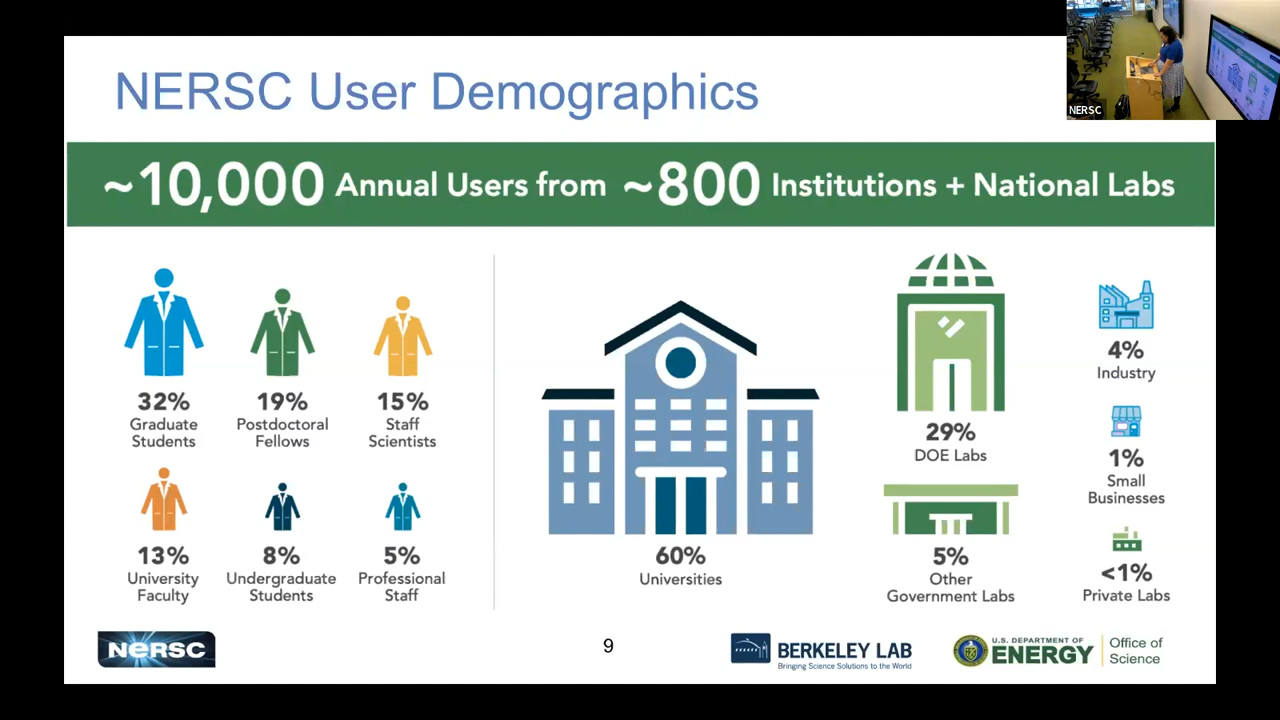 NERSC User Demographics
NERSC
~10,000 Annual Users from ~800 Institutions + National Labs
32%
Graduate
Students
19%
Postdoctoral
Fellows
15%
Staff
Scientists
13%
University
Faculty
8%
Undergraduate
Students
5%
Professional
Staff
60%
Universities
29%
DOE Labs
5%
Other
Government Labs
4%
Industry
1%
Small
Businesses
<1%
Private Labs
NERSC
9
BERKELEY LAB
Bringing Science Solutions to the World
U.S. DEPARTMENT OF
ENERGY
Office of
Science